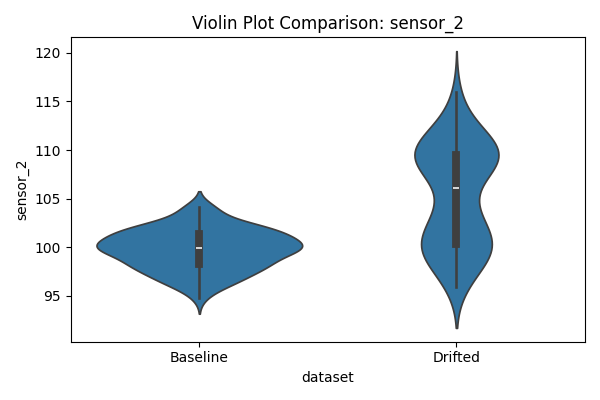 Violin Plot Comparison: sensor_2
120
115
110
105
100
95
sensor_2
Baseline
Drifted
dataset